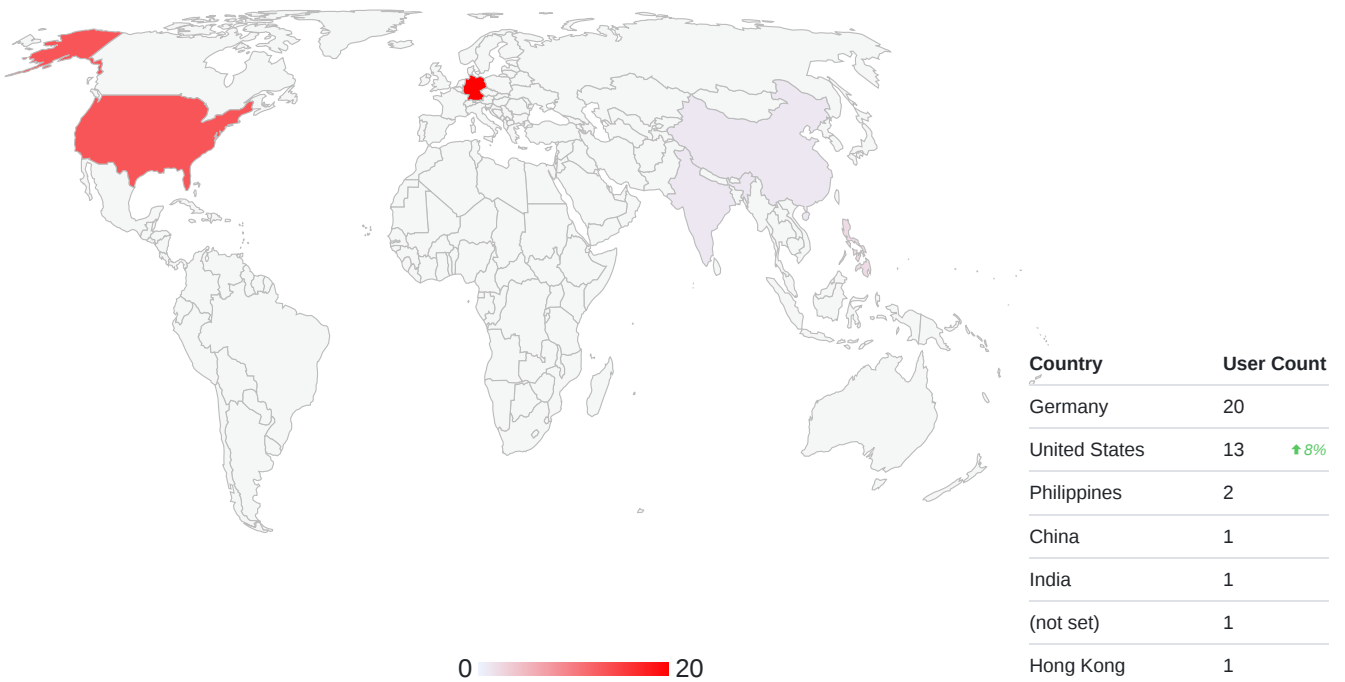 Country User Count
Germany 20
United States 13 8%
Philippines 2
China 1
India 1
(not set) 1
Hong Kong 1
0 20